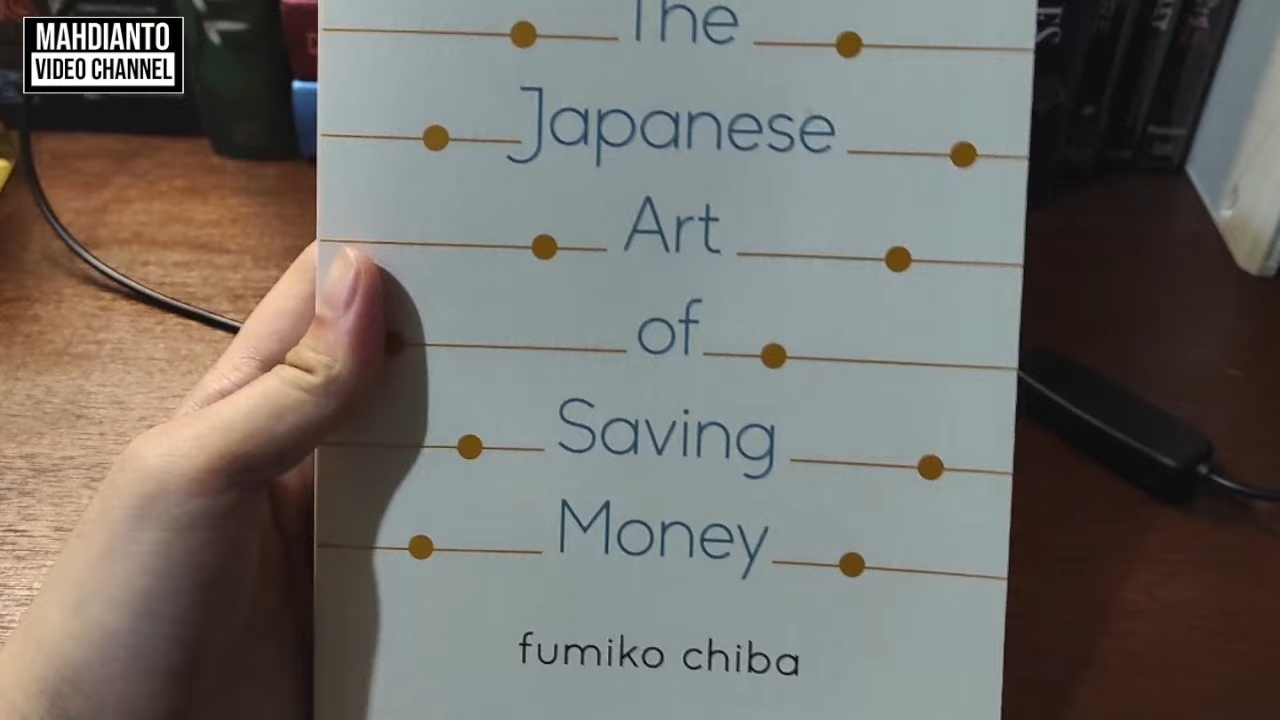 MAHDIANTO
VIDEO CHANNEL
The
Japanese
Art
of
Saving
Money
fumiko chiba